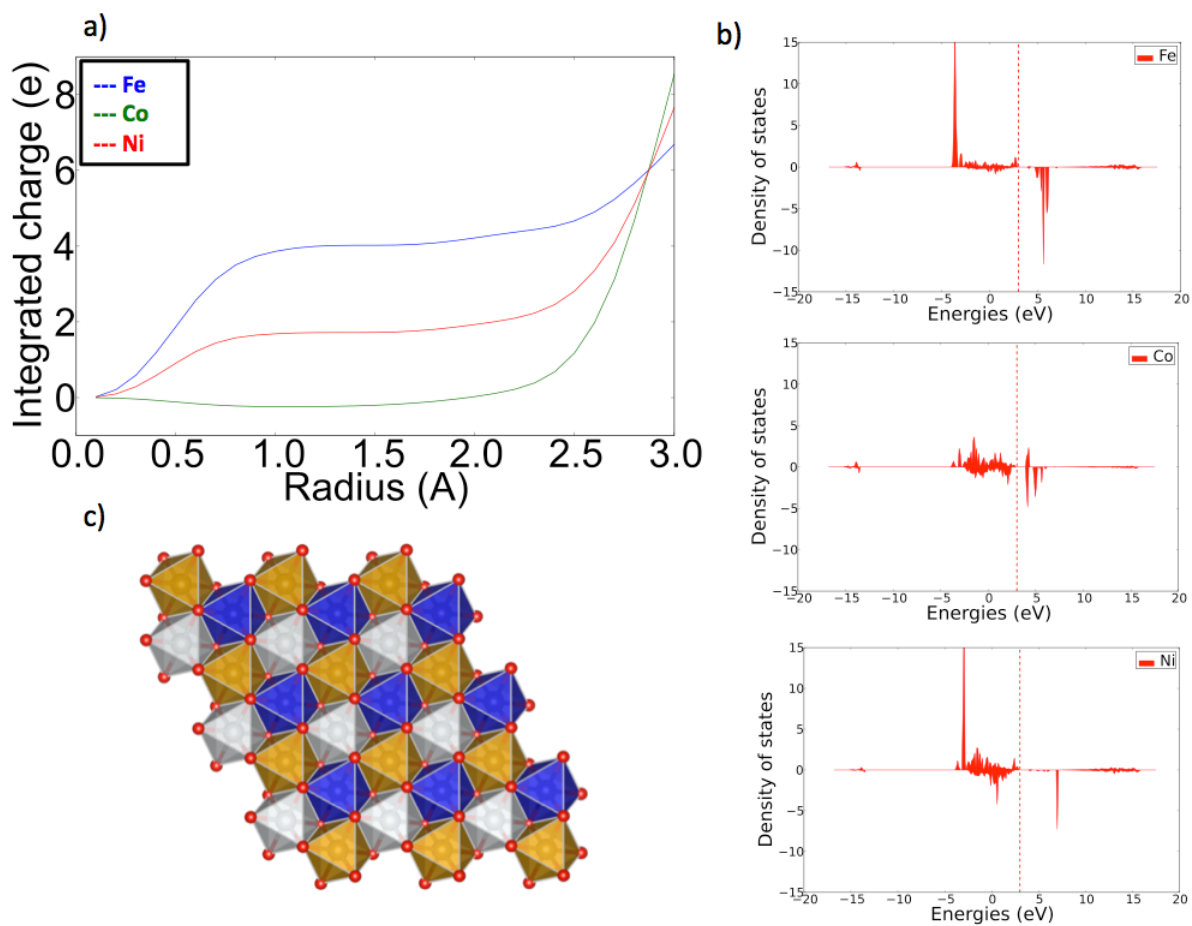 a)
Integrated charge (e)
8
6
4
2
0
--- Fe
--- Co
--- Ni
0.0 0.5 1.0 1.5 2.0 2.5 3.0
Radius (A)
b)
Density of states
15
10
5
0
−5
−10
−15
Fe
−20 −15 −10 −5 0 5 10 15 20
Energies (eV)
Density of states
15
10
5
0
−5
−10
−15
Co
−20 −15 −10 −5 0 5 10 15 20
Energies (eV)
Density of states
15
10
5
0
−5
−10
−15
Ni
−20 −15 −10 −5 0 5 10 15 20
Energies (eV)
c)